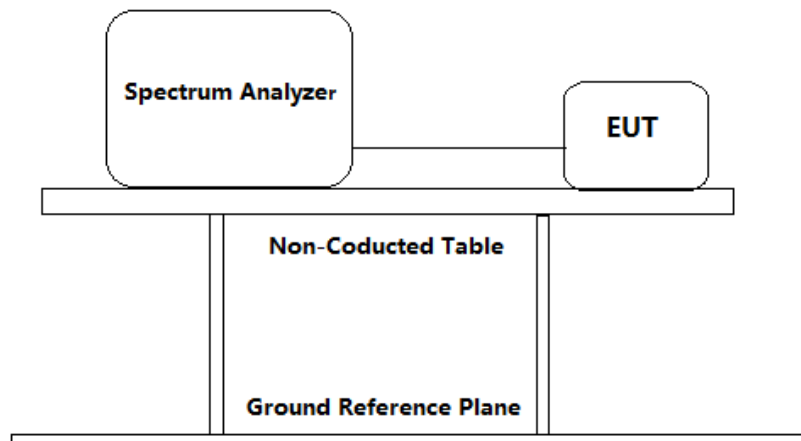 Spectrum Analyzer
EUT
Non-Coducted Table
Ground Reference Plane